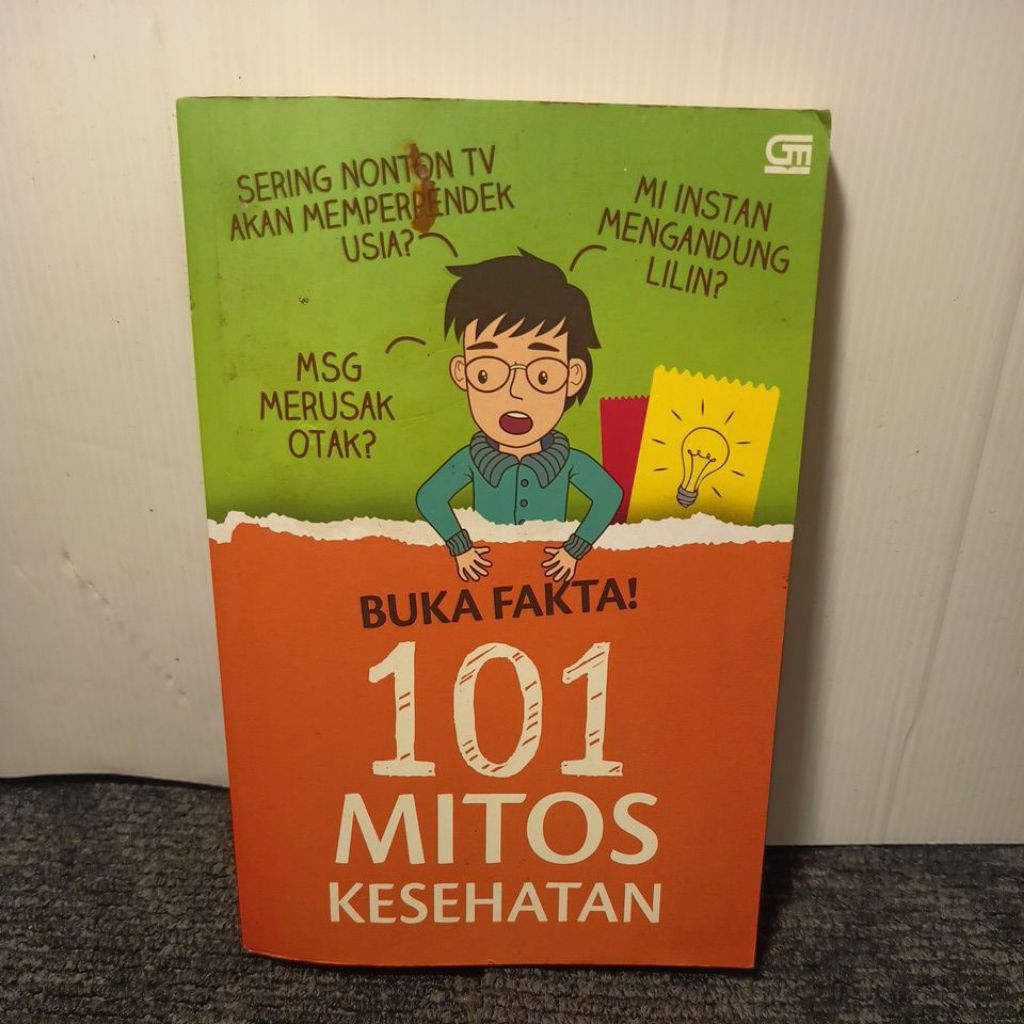 SERING NONTON TV
AKAN MEMPERPENDEK
USIA?
MI INSTAN
MENGANDUNG
LILIN?
MSG
MERUSAK
OTAK?
BUKA FAKTA!
101
MITOS
KESEHATAN